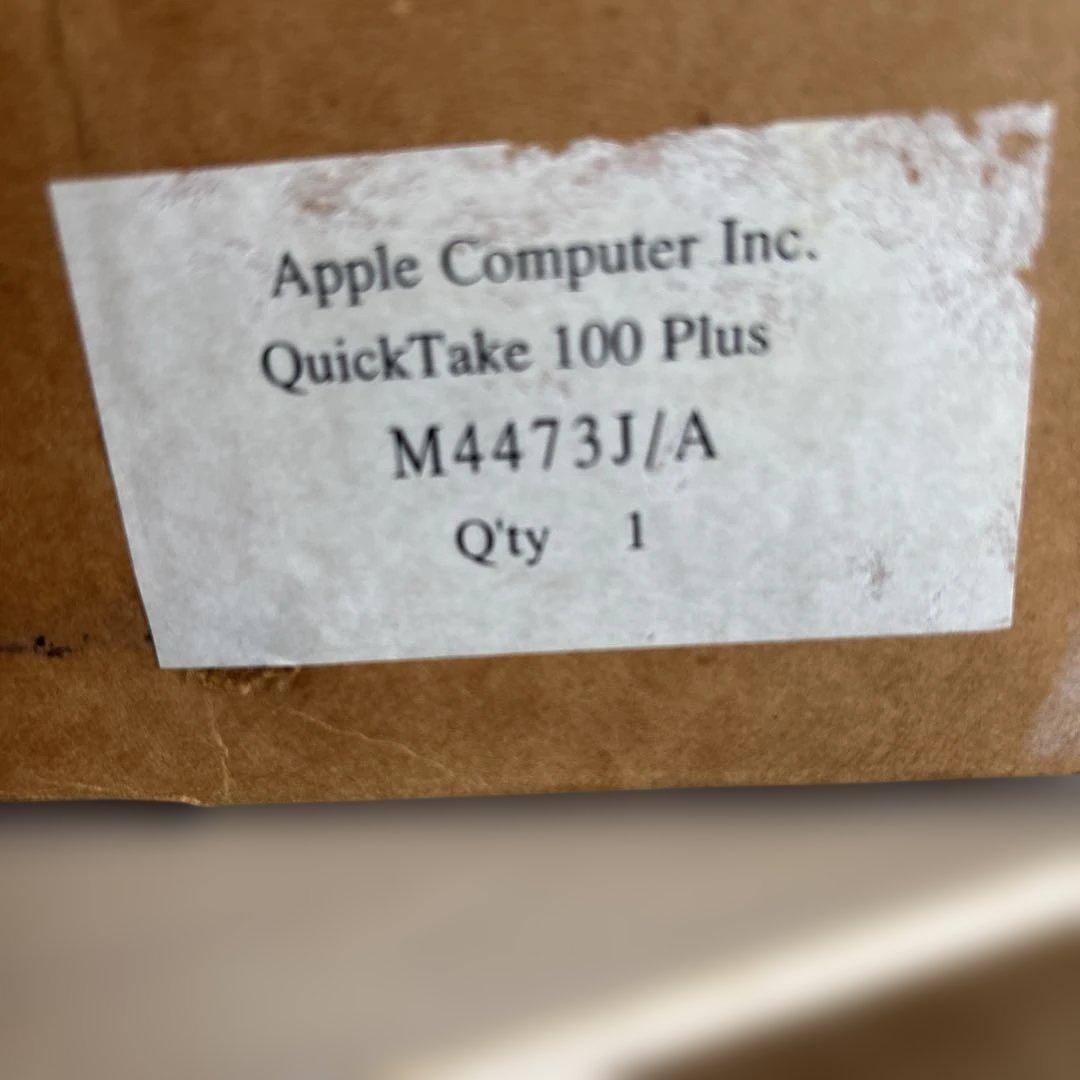 Apple Computer Inc.
QuickTake 100 Plus
M4473J/A
Q'ty 1